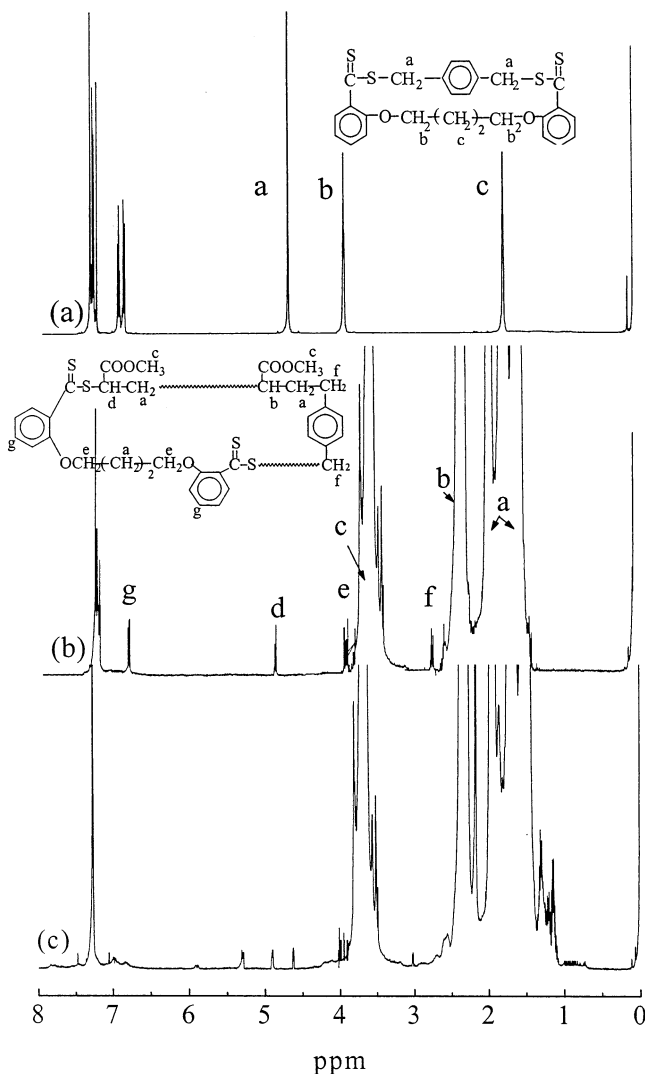 S
S
a
a
C–S–CH2
CH2–S–C
O–CH2(CH2)2CH2–O
b
c
b
a
b
c
(a)
S
c
c
COOCH3
COOCH3
f
C–S–CH–CH2
CH–CH2–CH2
d
a
b
a
g
e
a
e
S
OCH2(CH2)2CH2O
C–S
CH2
f
g
b
a
c
g
d
e
f
(b)
(c)
8
7
6
5
4
3
2
1
0
ppm